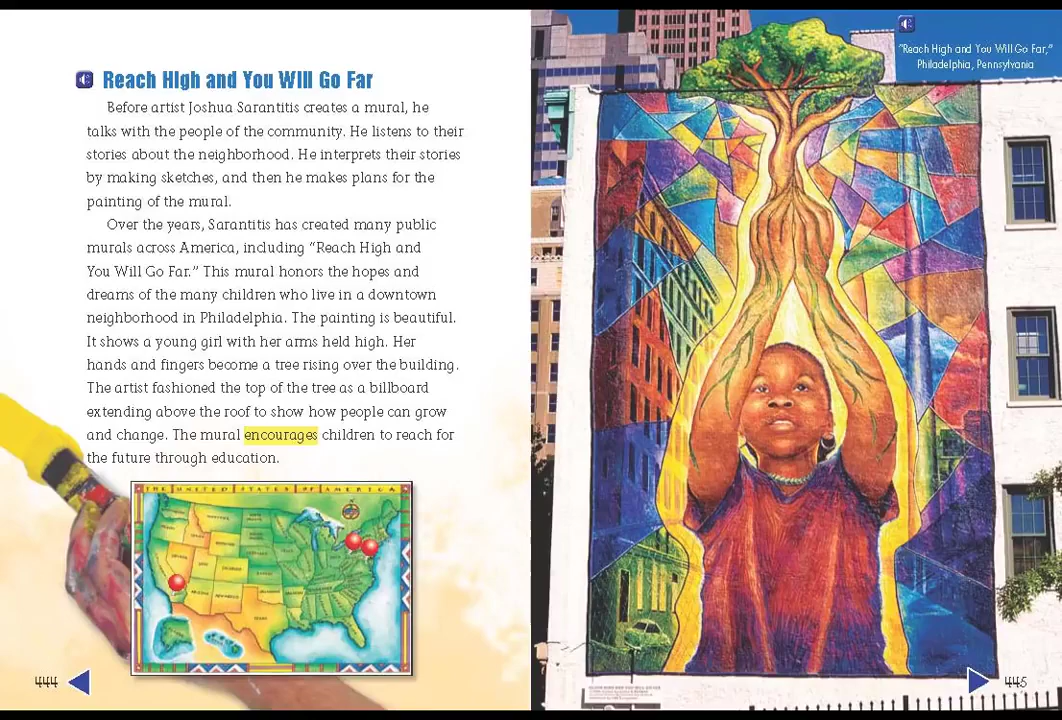 Reach High and You Will Go Far
Before artist Joshua Sarantitis creates a mural, he
talks with the people of the community. He listens to their
stories about the neighborhood. He interprets their stories
by making sketches, and then he makes plans for the
painting of the mural.
Over the years, Sarantitis has created many public
murals across America, including “Reach High and
You Will Go Far.” This mural honors the hopes and
dreams of the many children who live in a downtown
neighborhood in Philadelphia. The painting is beautiful.
It shows a young girl with her arms held high. Her
hands and fingers become a tree rising over the building.
The artist fashioned the top of the tree as a billboard
extending above the roof to show how people can grow
and change. The mural encourages children to reach for
the future through education.
THE UNITED STATES OF AMERICA
444
“Reach High and You Will Go Far,”
Philadelphia, Pennsylvania
445